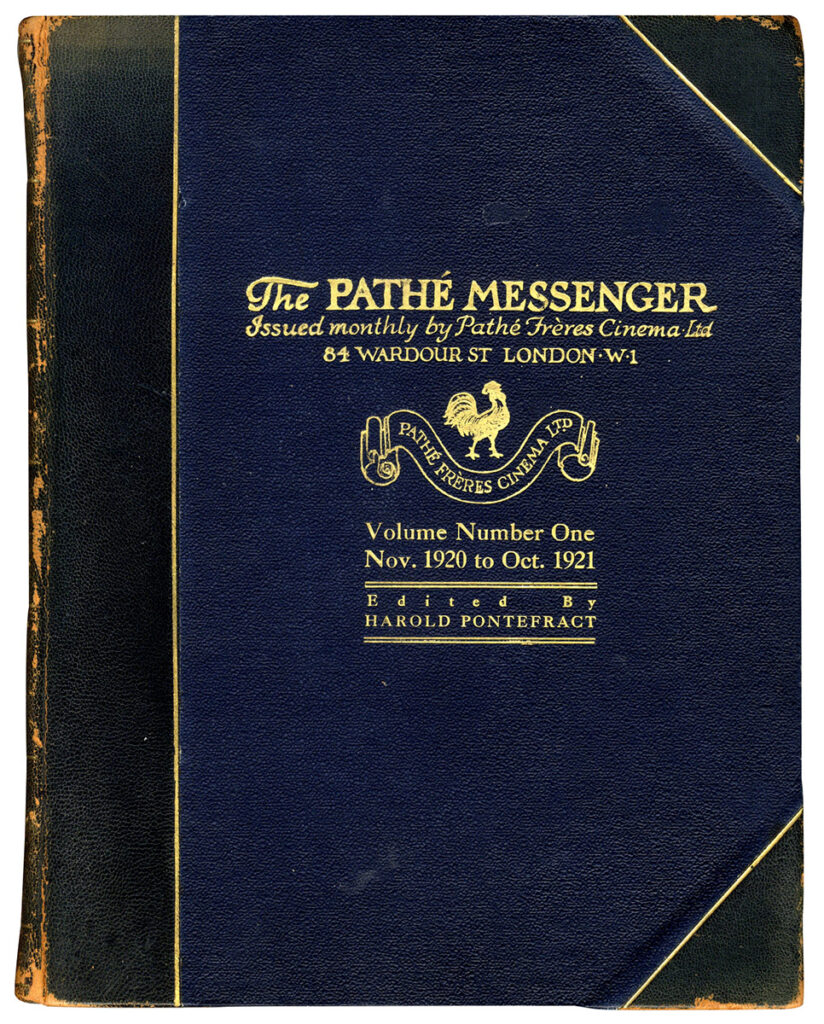 The PATHÉ MESSENGER
Issued monthly by Pathé Frères Cinema·Ltd
84 WARDOUR ST LONDON·W·1
PATHÉ FRÈRES CINEMA LTD
Volume Number One
Nov. 1920 to Oct. 1921
Edited By
HAROLD PONTEFRACT